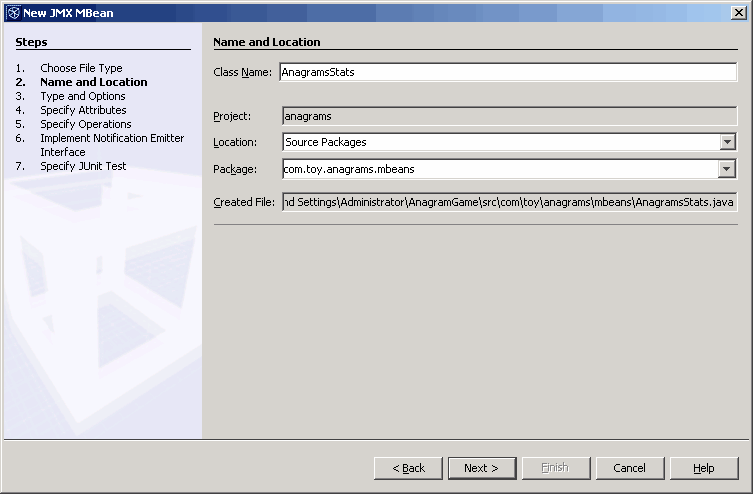 New JMX MBean
Steps
1. Choose File Type
2. Name and Location
3. Type and Options
4. Specify Attributes
5. Specify Operations
6. Implement Notification Emitter
Interface
7. Specify JUnit Test
Name and Location
Class Name: AnagramsStats
Project: anagrams
Location: Source Packages
Package: com.toy.anagrams.mbeans
Created File: nd Settings\Administrator\AnagramGame\src\com\toy\anagrams\mbeans\AnagramsStats.java
< Back Next > Finish Cancel Help